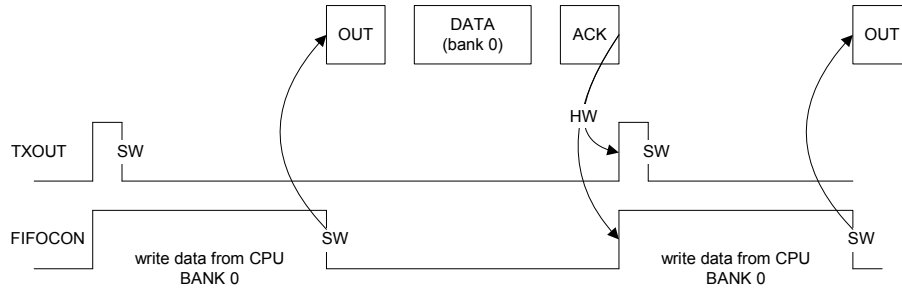 OUT
DATA
(bank 0)
ACK
OUT
HW
TXOUT
SW
SW
FIFOCON
SW
SW
write data from CPU
BANK 0
write data from CPU
BANK 0